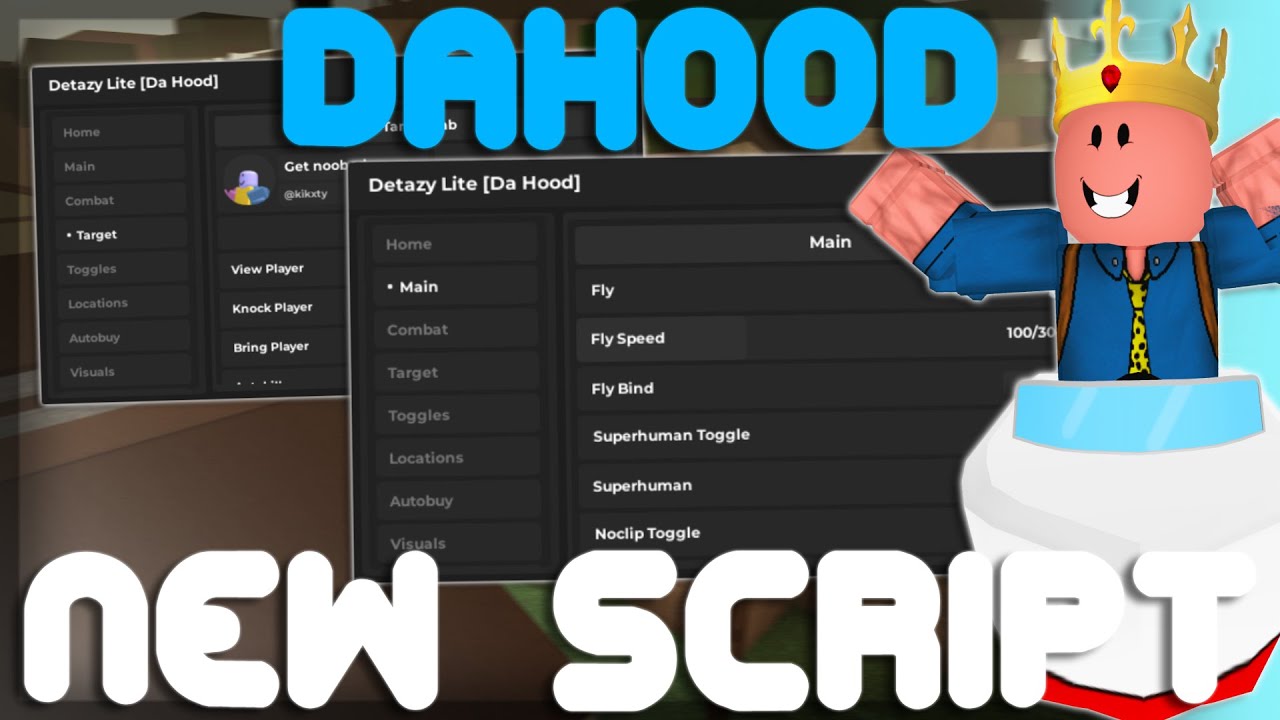 DAHOOD
Detazy Lite [Da Hood]
Home
Main
Combat
• Target
Toggles
Locations
Autobuy
Visuals
Get
@kikxty
View Player
Knock Player
Bring Player
Detazy Lite [Da Hood]
Home
• Main
Combat
Target
Toggles
Locations
Autobuy
Visuals
Main
Fly
Fly Speed
Fly Bind
Superhuman Toggle
Superhuman
Noclip Toggle
NEW SCRIPT